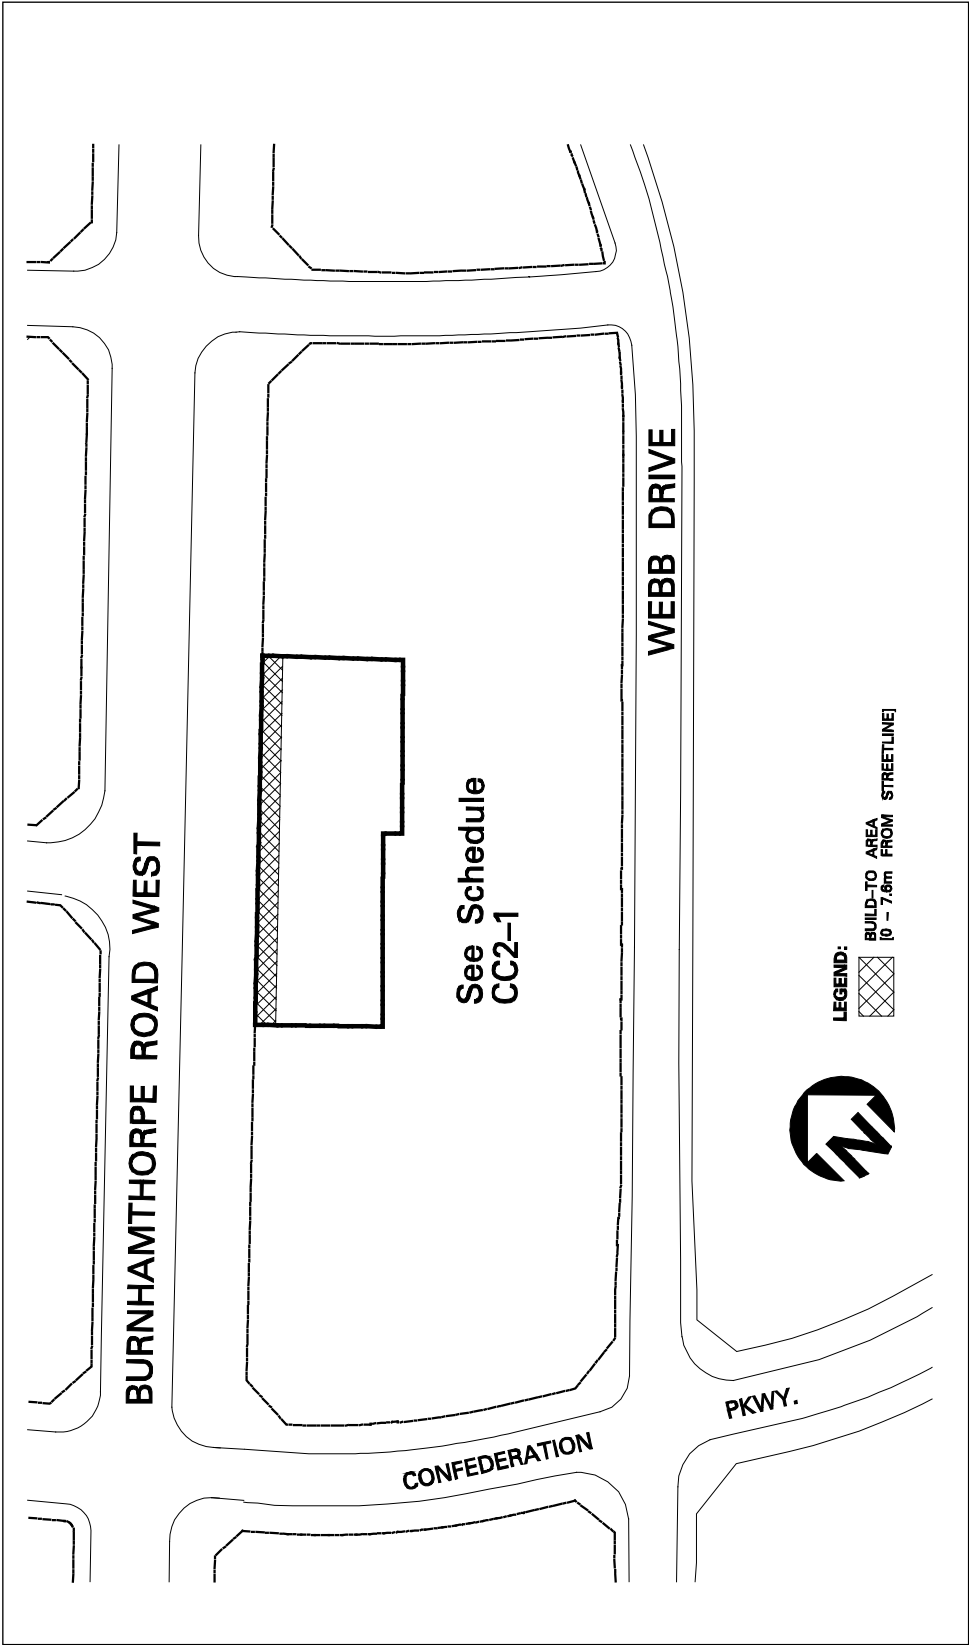 BURNHAMTHORPE ROAD WEST
See Schedule
CC2–1
WEBB DRIVE
CONFEDERATION
PKWY.
LEGEND:
BUILD–TO AREA
[0 – 7.6m FROM STREETLINE]
N